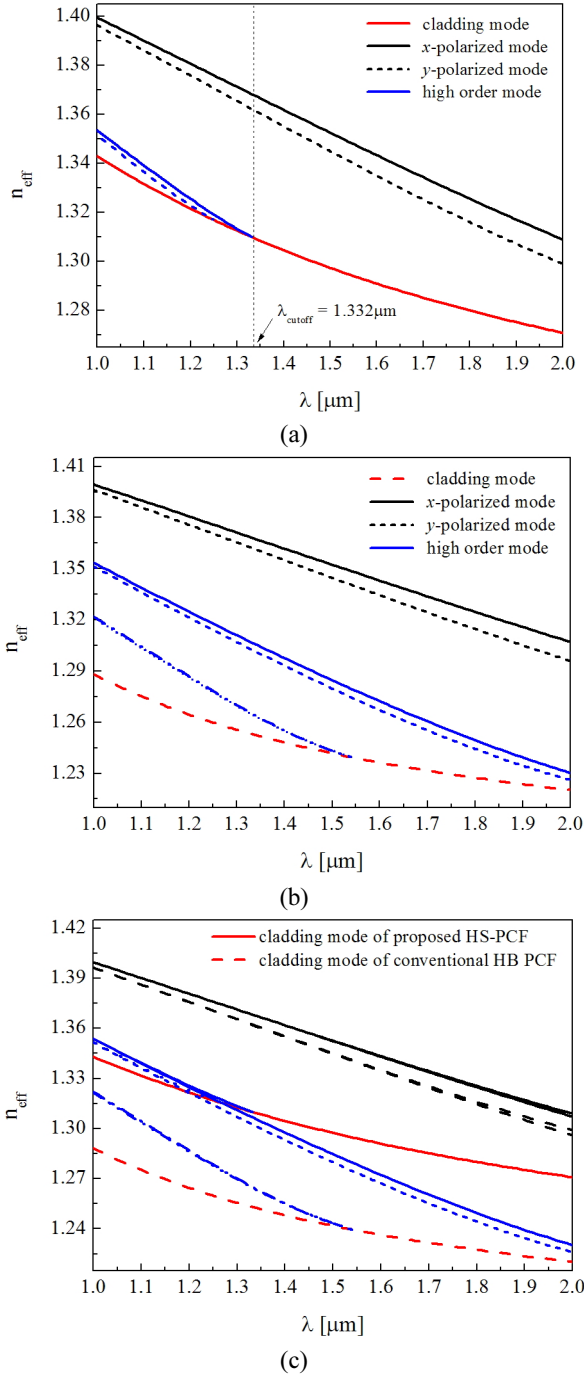 1.40
1.38
1.36
1.34
1.32
1.30
1.28
n_eff
cladding mode
x-polarized mode
y-polarized mode
high order mode
λ_cutoff = 1.332μm
1.0 1.1 1.2 1.3 1.4 1.5 1.6 1.7 1.8 1.9 2.0
λ [μm]
(a)
1.41
1.38
1.35
1.32
1.29
1.26
1.23
n_eff
cladding mode
x-polarized mode
y-polarized mode
high order mode
1.0 1.1 1.2 1.3 1.4 1.5 1.6 1.7 1.8 1.9 2.0
λ [μm]
(b)
1.42
1.39
1.36
1.33
1.30
1.27
1.24
n_eff
cladding mode of proposed HS-PCF
cladding mode of conventional HB PCF
1.0 1.1 1.2 1.3 1.4 1.5 1.6 1.7 1.8 1.9 2.0
λ [μm]
(c)